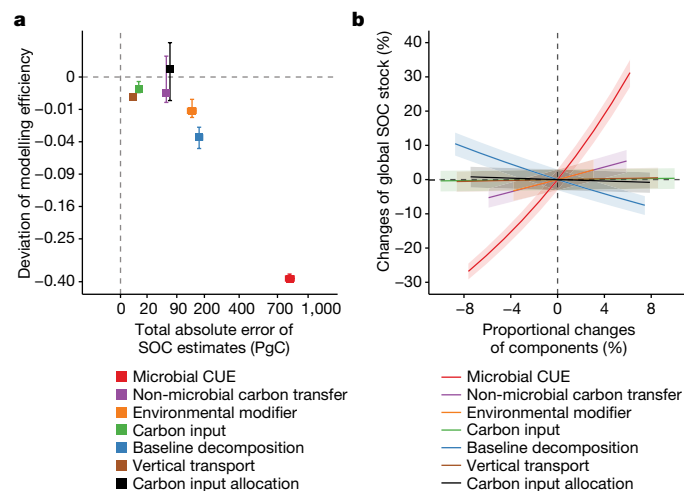 a
Deviation of modelling efficiency
0
−0.01
−0.04
−0.09
−0.16
−0.25
−0.40
0 20 90 200 400 700 1,000
Total absolute error of
SOC estimates (PgC)
Microbial CUE
Non-microbial carbon transfer
Environmental modifier
Carbon input
Baseline decomposition
Vertical transport
Carbon input allocation
b
Changes of global SOC stock (%)
40
30
20
10
0
−10
−20
−30
−8 −4 0 4 8
Proportional changes
of components (%)
Microbial CUE
Non-microbial carbon transfer
Environmental modifier
Carbon input
Baseline decomposition
Vertical transport
Carbon input allocation